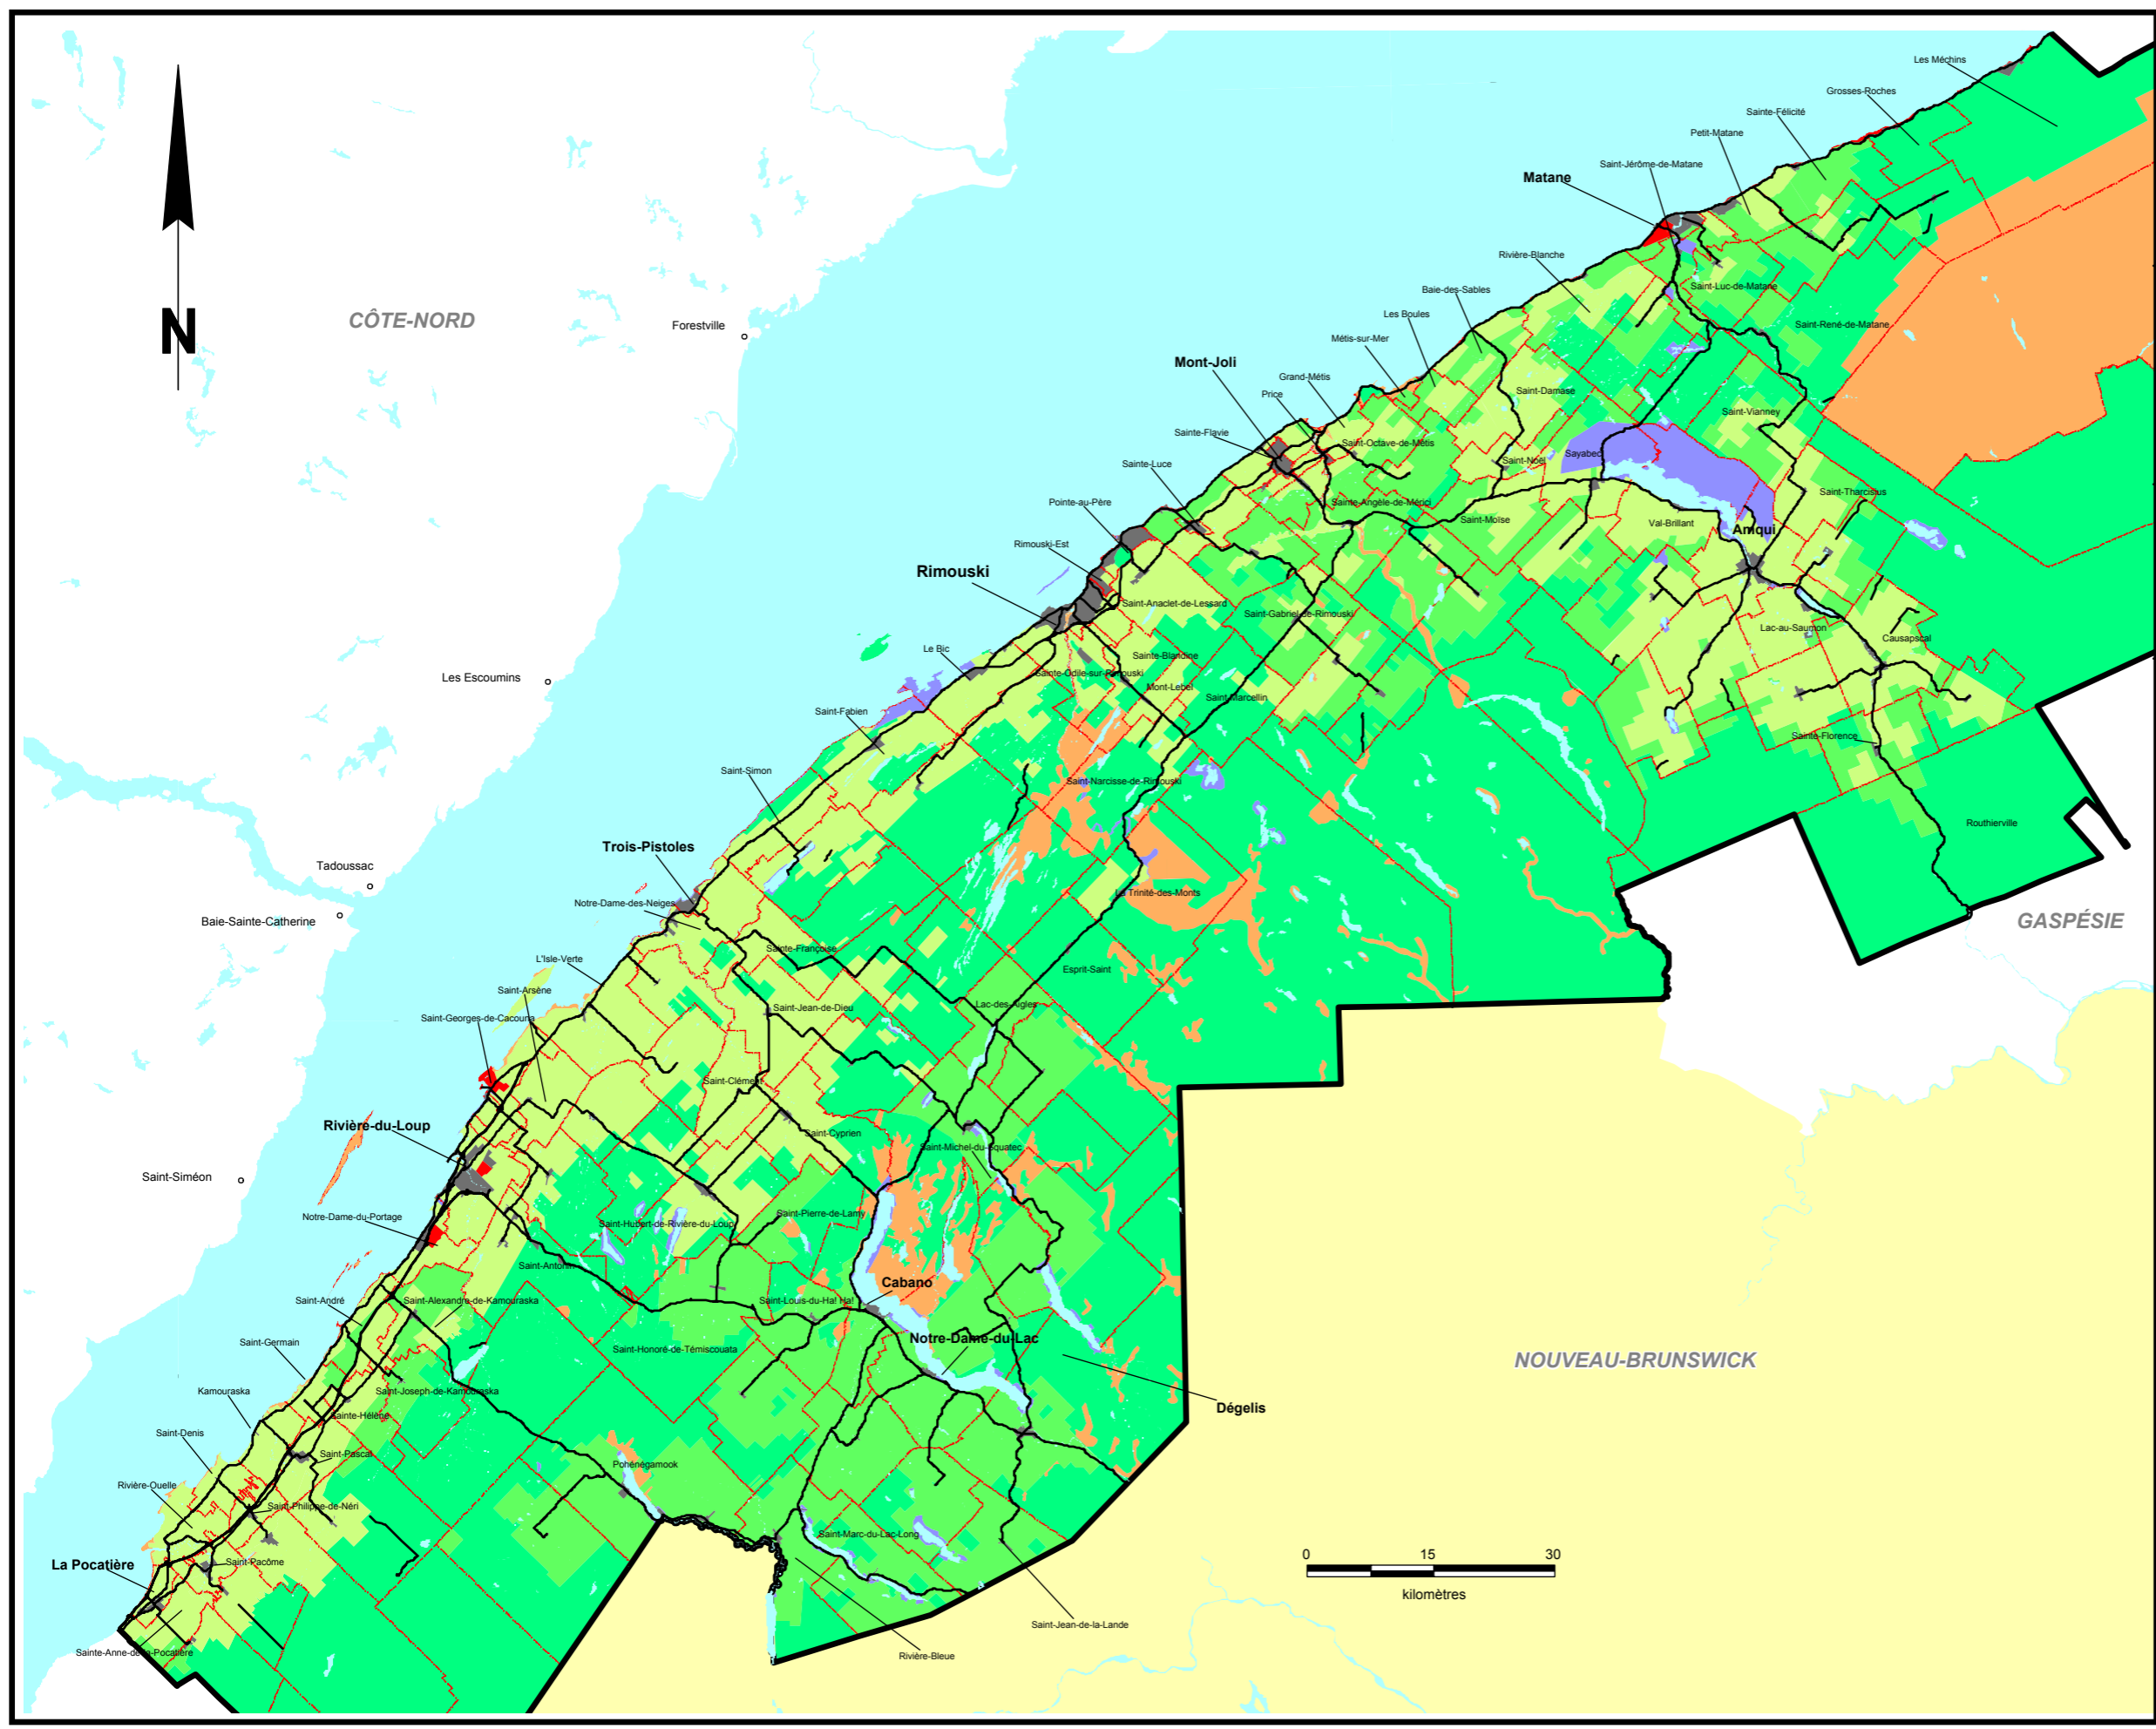 Les Méchins
Grosses-Roches
Sainte-Félicité
Petit-Matane
Saint-Jérôme-de-Matane
Matane
Rivière-Blanche
Saint-Luc-de-Matane
Baie-des-Sables
Les Boules
CÔTE-NORD
Forestville
Saint-René-de-Matane
Métis-sur-Mer
N
Mont-Joli
Grand-Métis
Price
Saint-Damase
Saint-Vianney
Sainte-Flavie
Saint-Octave-de-Métis
Sayabec
Saint-Noël
Sainte-Luce
Saint-Tharcisius
Pointe-au-Père
Sainte-Angèle-de-Mérici
Saint-Moïse
Val-Brillant
Amqui
Rimouski-Est
Rimouski
Saint-Anaclet-de-Lessard
Saint-Gabriel-de-Rimouski
Lac-au-Saumon
Causapscal
Le Bic
Sainte-Blandine
Sainte-Odile-sur-Rimouski
Les Escoumins
Mont-Lebel
Saint-Marcellin
Saint-Fabien
Sainte-Florence
Saint-Simon
Saint-Narcisse-de-Rimouski
Routhierville
Trois-Pistoles
Tadoussac
La Trinité-des-Monts
Notre-Dame-des-Neiges
Baie-Sainte-Catherine
GASPÉSIE
Sainte-Françoise
L'Isle-Verte
Esprit-Saint
Saint-Arsène
Lac-des-Aigles
Saint-Jean-de-Dieu
Saint-Georges-de-Cacouna
Saint-Clément
Rivière-du-Loup
Saint-Cyprien
Saint-Michel-du-Squatec
Saint-Siméon
Notre-Dame-du-Portage
Saint-Pierre-de-Lamy
Saint-Hubert-de-Rivière-du-Loup
Saint-Antonin
Cabano
Saint-André
Saint-Alexandre-de-Kamouraska
Saint-Louis-du-Ha! Ha!
Notre-Dame-du-Lac
Saint-Germain
Saint-Honoré-de-Témiscouata
NOUVEAU-BRUNSWICK
Kamouraska
Saint-Joseph-de-Kamouraska
Dégelis
Sainte-Hélène
Saint-Denis
Saint-Pascal
Pohénégamook
Rivière-Ouelle
Saint-Philippe-de-Néri
Saint-Marc-du-Lac-Long
0 15 30
La Pocatière
Saint-Pacôme
kilomètres
Saint-Jean-de-la-Lande
Sainte-Anne-de-la-Pocatière
Rivière-Bleue